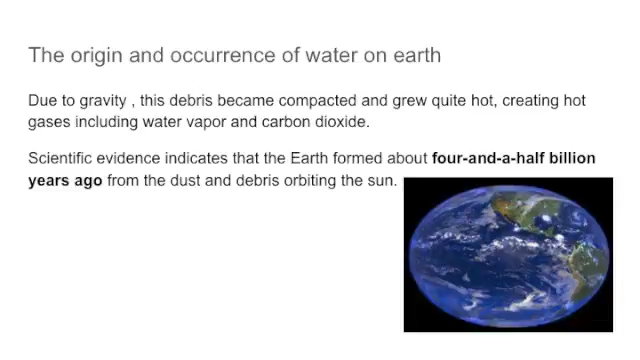 The origin and occurrence of water on earth
Due to gravity , this debris became compacted and grew quite hot, creating hot
gases including water vapor and carbon dioxide.
Scientific evidence indicates that the Earth formed about four-and-a-half billion
years ago from the dust and debris orbiting the sun.